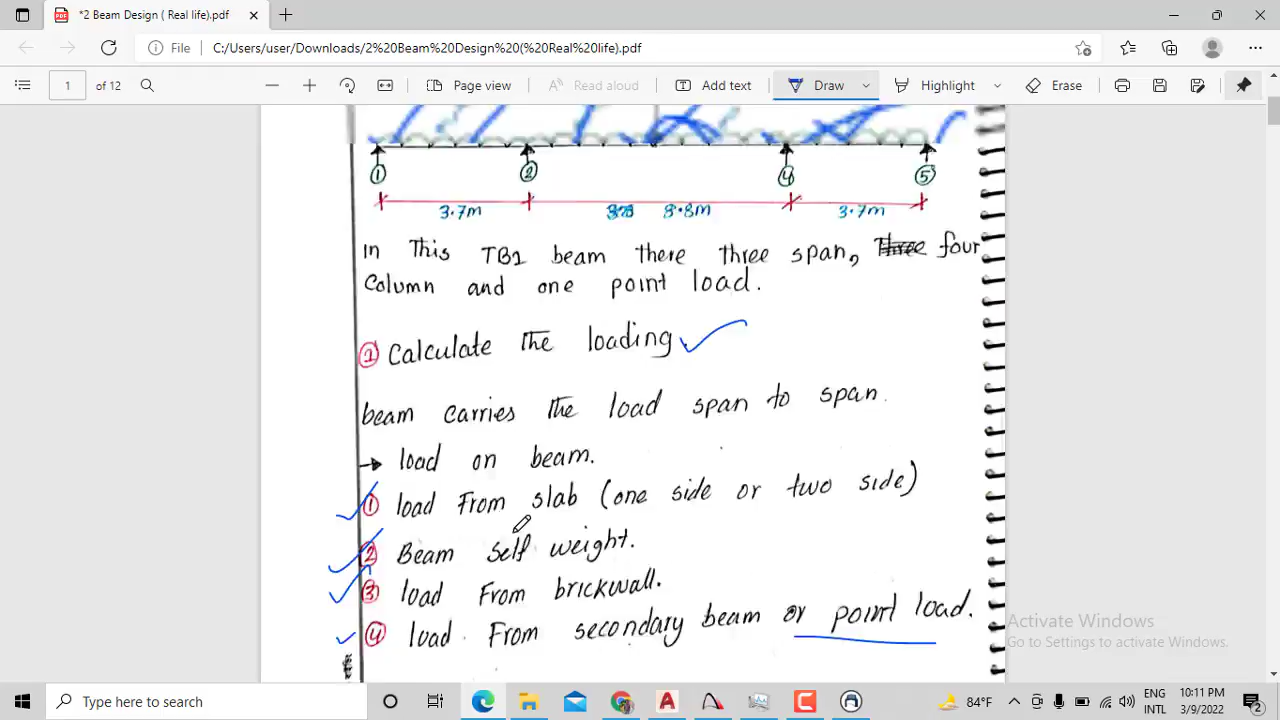 *2 Beam Design ( Real life).pdf
File C:/Users/user/Downloads/2%20Beam%20Design%20(%20Real%20life).pdf
1 of 12 Page view Read aloud Add text Draw Highlight Erase
1 2 4 5
3.7m 8.8m 3.7m
In This TB1 beam there three span, Three four
Column and one point load.
2 Calculate the loading
beam carries the load span to span.
→ load on beam.
1 load From slab (one side or two side)
2 Beam self weight.
3 load From brickwall.
4 load From secondary beam or point load.
Activate Windows
Go to Settings to activate Windows.
Type here to search
84°F
ENG
INTL
10:11 PM
3/9/2022
2